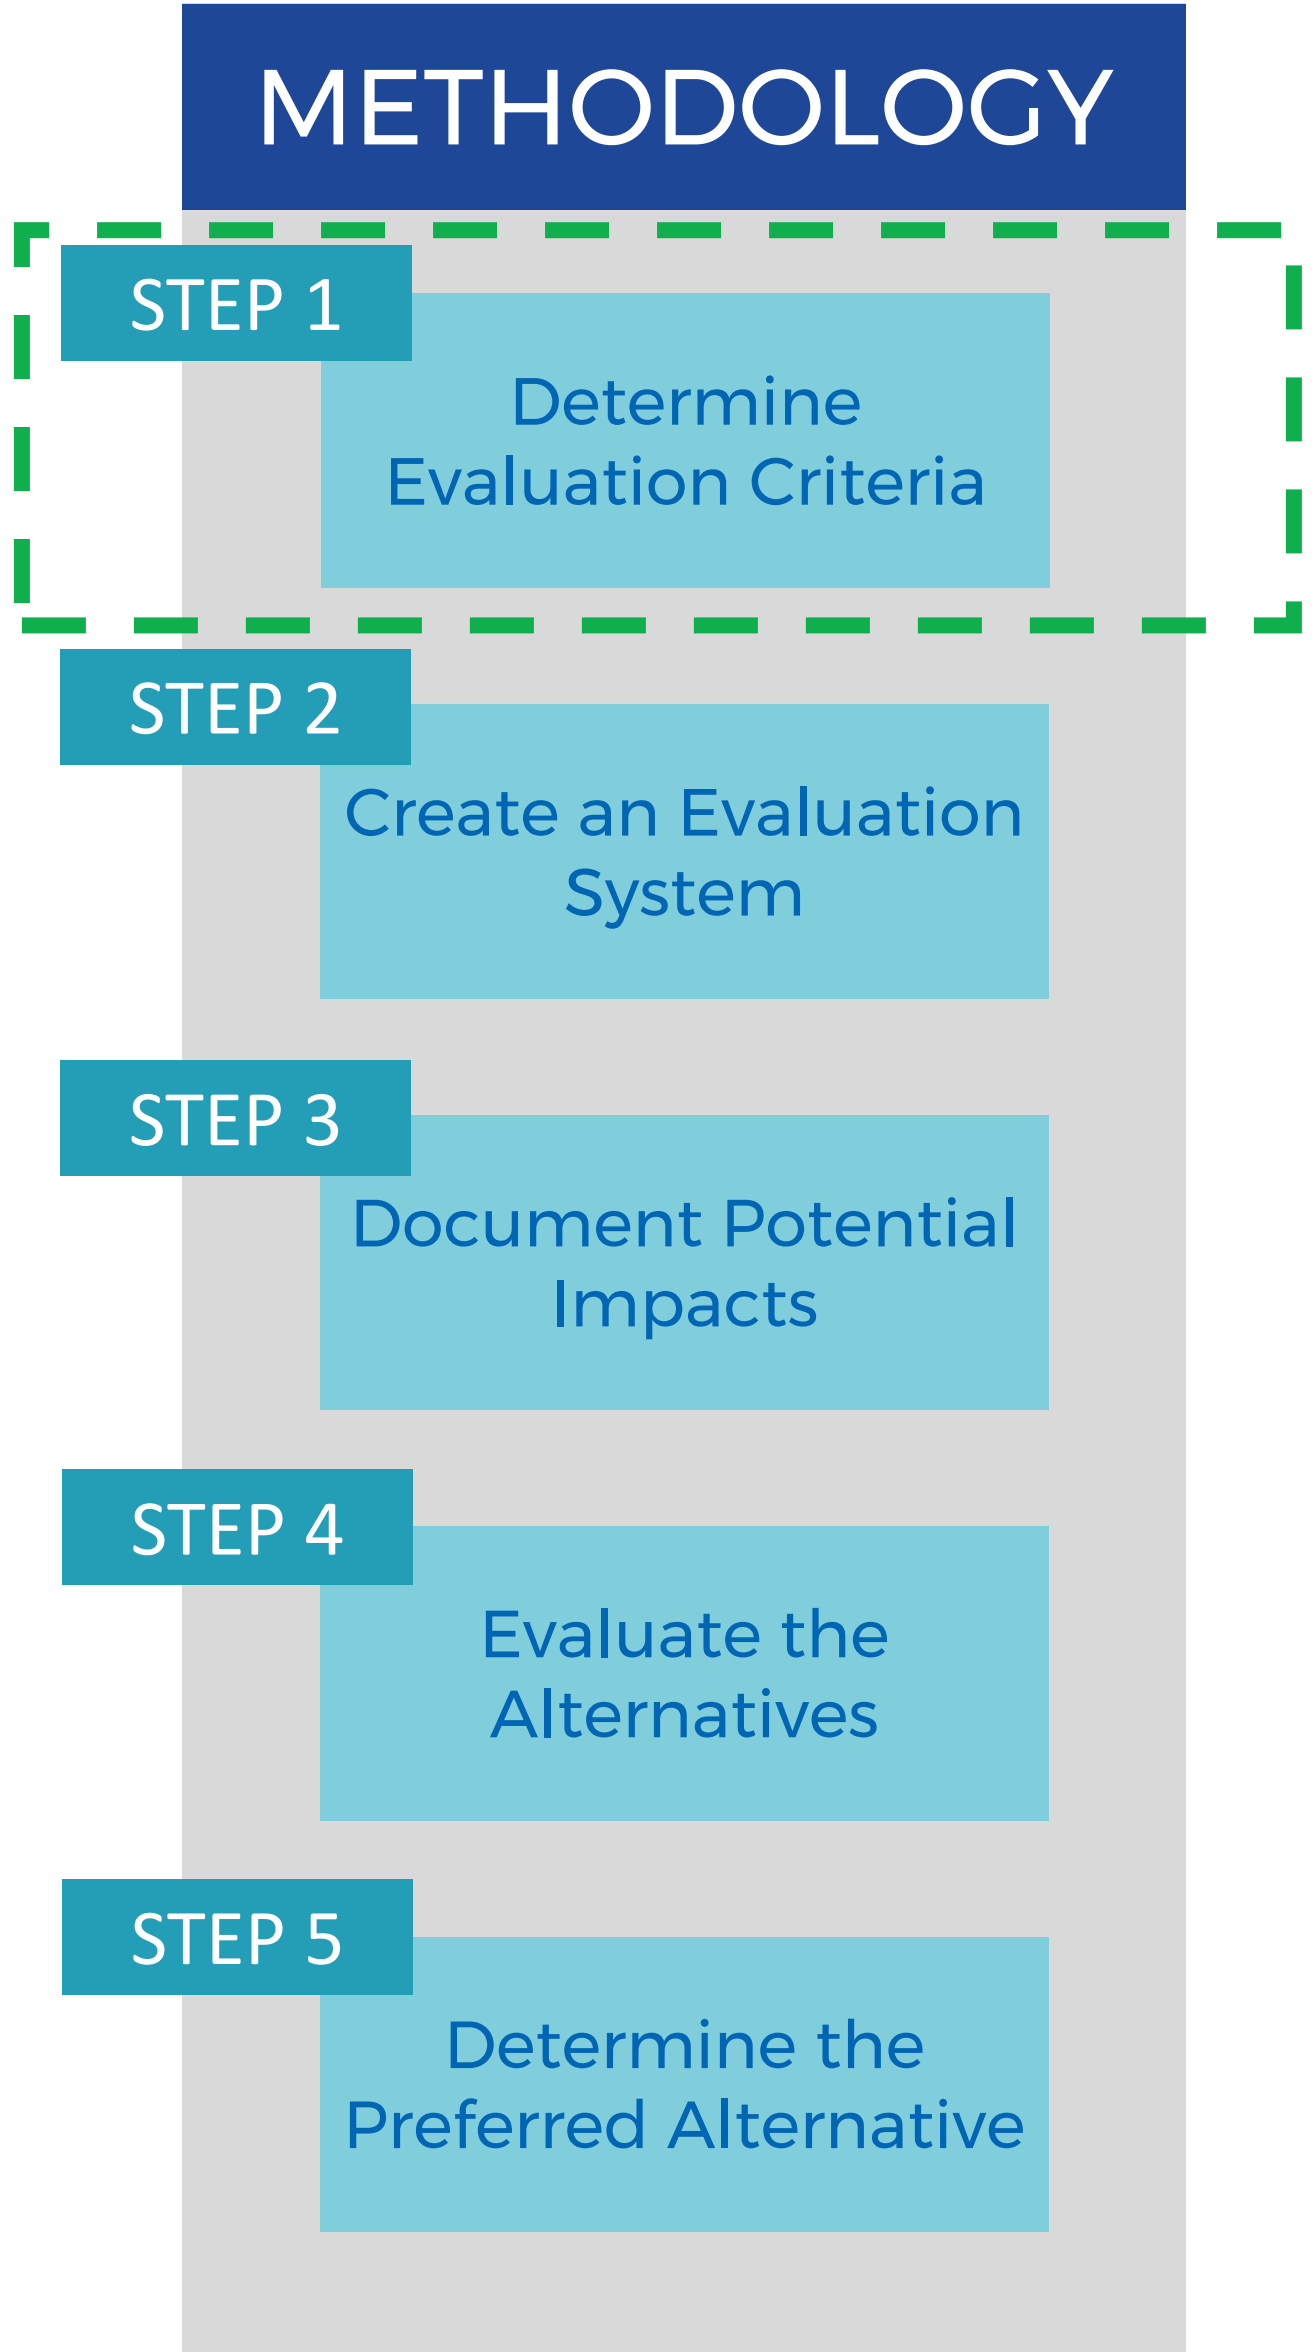 METHODOLOGY
STEP 1
Determine
Evaluation Criteria
STEP 2
Create an Evaluation
System
STEP 3
Document Potential
Impacts
STEP 4
Evaluate the
Alternatives
STEP 5
Determine the
Preferred Alternative